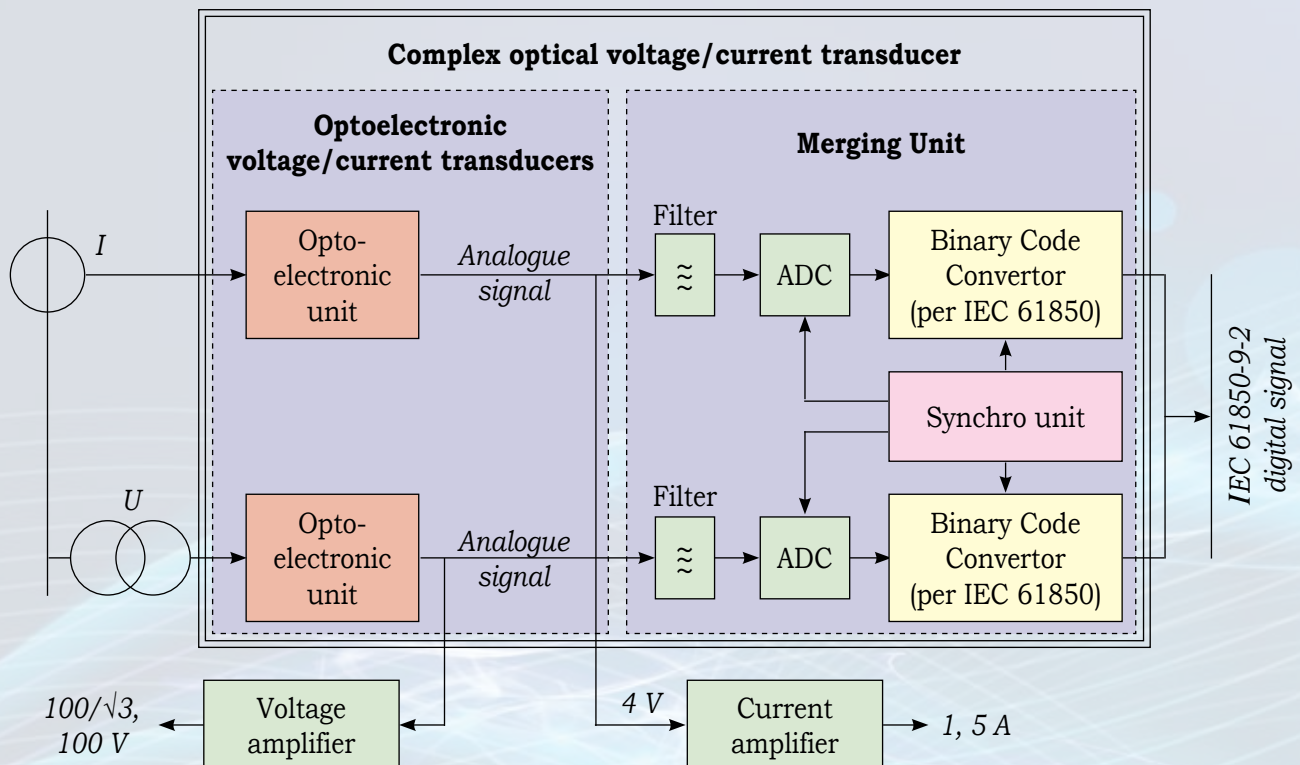 Complex optical voltage/current transducer
Optoelectronic
voltage/current transducers
Merging Unit
I
Opto-
electronic
unit
Analogue
signal
Filter
≈
ADC
Binary Code
Convertor
(per IEC 61850)
Synchro unit
IEC 61850-9-2
digital signal
U
Opto-
electronic
unit
Analogue
signal
Filter
≈
ADC
Binary Code
Convertor
(per IEC 61850)
100/√3,
100 V
Voltage
amplifier
4 V
Current
amplifier
1, 5 A